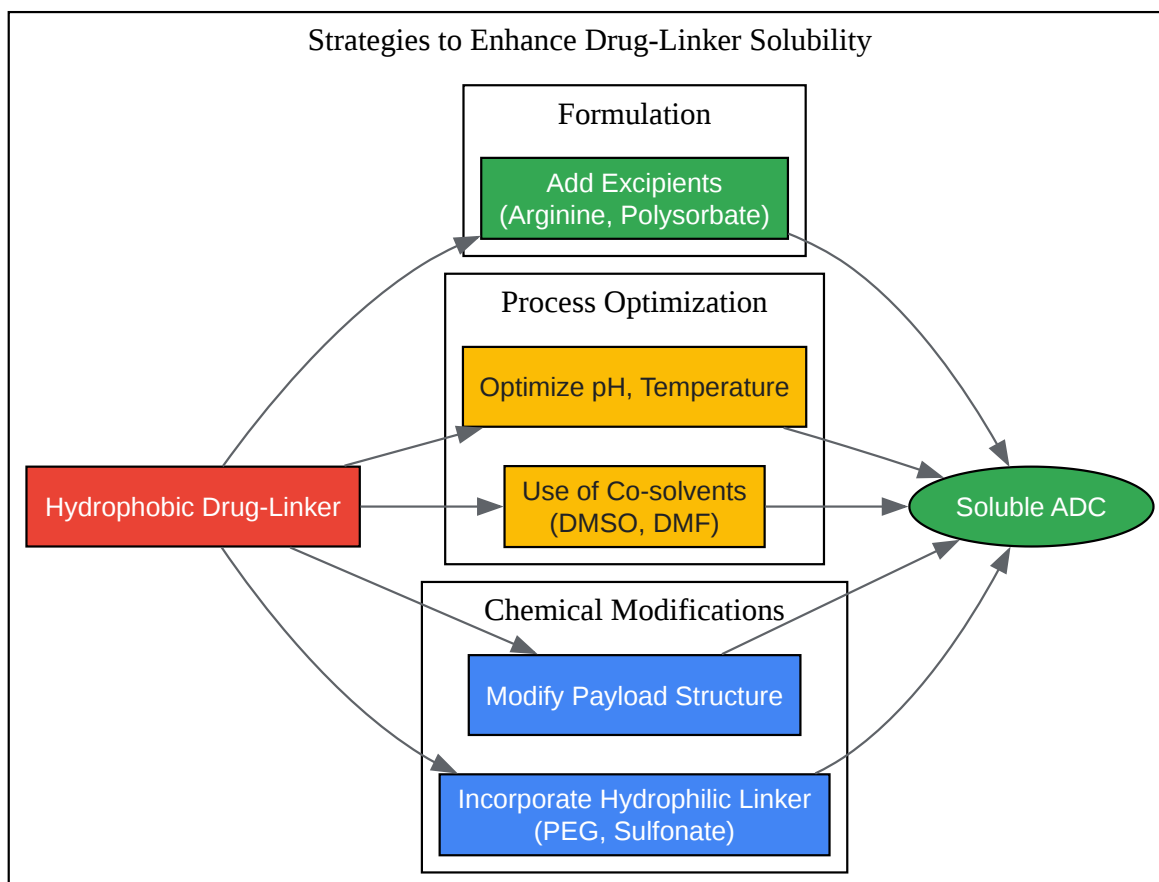 Strategies to Enhance Drug-Linker Solubility
Formulation
Add Excipients
(Arginine, Polysorbate)
Process Optimization
Optimize pH, Temperature
Hydrophobic Drug-Linker
Use of Co-solvents
(DMSO, DMF)
Soluble ADC
Chemical Modifications
Modify Payload Structure
Incorporate Hydrophilic Linker
(PEG, Sulfonate)